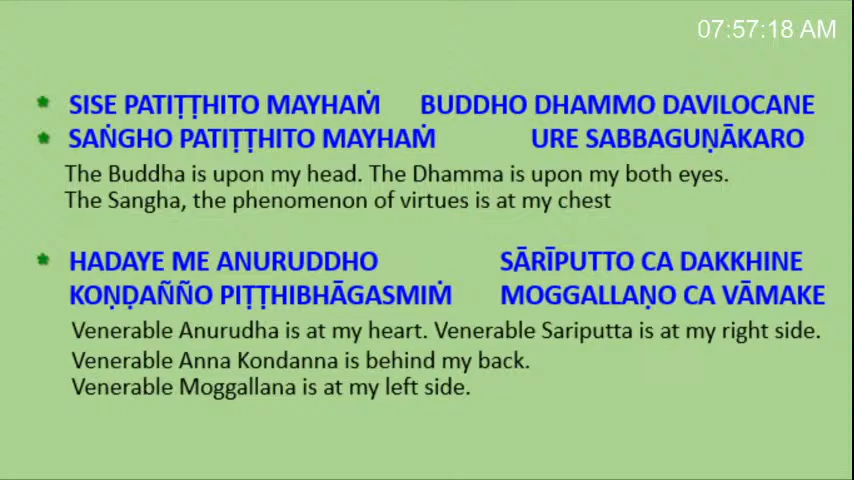 07:57:18 AM
* SISE PATIṬṬHITO MAYHAṀ BUDDHO DHAMMO DAVILOCANE
* SAṄGHO PATIṬṬHITO MAYHAṀ URE SABBAGUṆĀKARO
The Buddha is upon my head. The Dhamma is upon my both eyes.
The Sangha, the phenomenon of virtues is at my chest
* HADAYE ME ANURUDDHO SĀRĪPUTTO CA DAKKHINE
KOṆḌAÑÑO PIṬṬHIBHĀGASMIṀ MOGGALLAṆO CA VĀMAKE
Venerable Anurudha is at my heart. Venerable Sariputta is at my right side.
Venerable Anna Kondanna is behind my back.
Venerable Moggallana is at my left side.